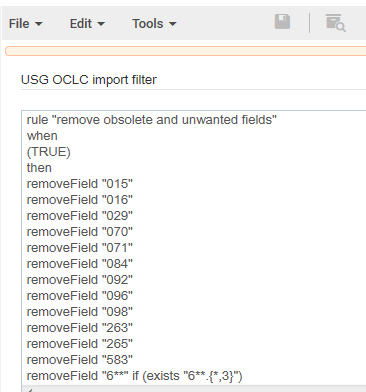 File Edit Tools
USG OCLC import filter
rule "remove obsolete and unwanted fields"
when
(TRUE)
then
removeField "015"
removeField "016"
removeField "029"
removeField "070"
removeField "071"
removeField "084"
removeField "092"
removeField "096"
removeField "098"
removeField "263"
removeField "265"
removeField "583"
removeField "6**" if (exists "6**.{*,3}")